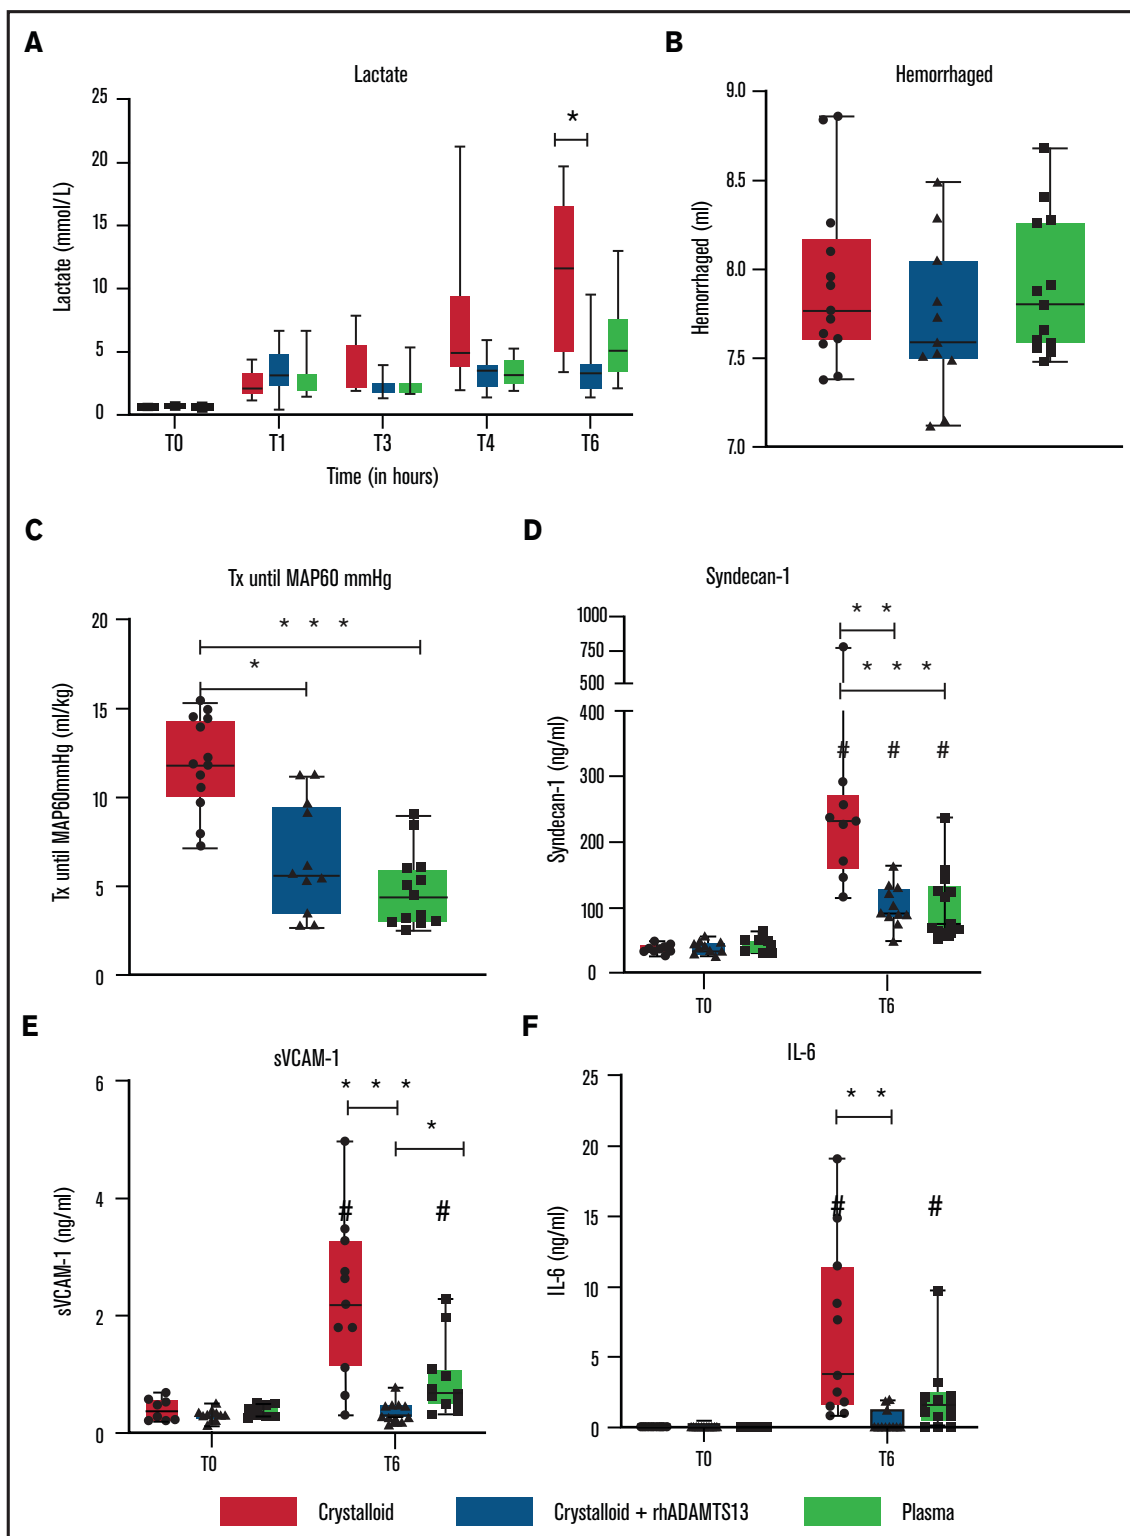 A
Lactate
Lactate (mmol/L)
25
20
15
10
5
0
*
T0
T1
T3
T4
T6
Time (in hours)
B
Hemorrhaged
Hemorrhaged (ml)
9.0
8.5
8.0
7.5
7.0
C
Tx until MAP60 mmHg
Tx until MAP60mmHg (ml/kg)
20
15
10
5
0
* * *
*
D
Syndecan-1
Syndecan-1 (ng/ml)
1000
750
500
400
300
200
100
0
* *
* * *
# # #
T0
T6
E
sVCAM-1
sVCAM-1 (ng/ml)
6
4
2
0
* * *
*
# #
T0
T6
F
IL-6
IL-6 (ng/ml)
25
20
15
10
5
0
* *
# #
T0
T6
Crystalloid
Crystalloid + rhADAMTS13
Plasma